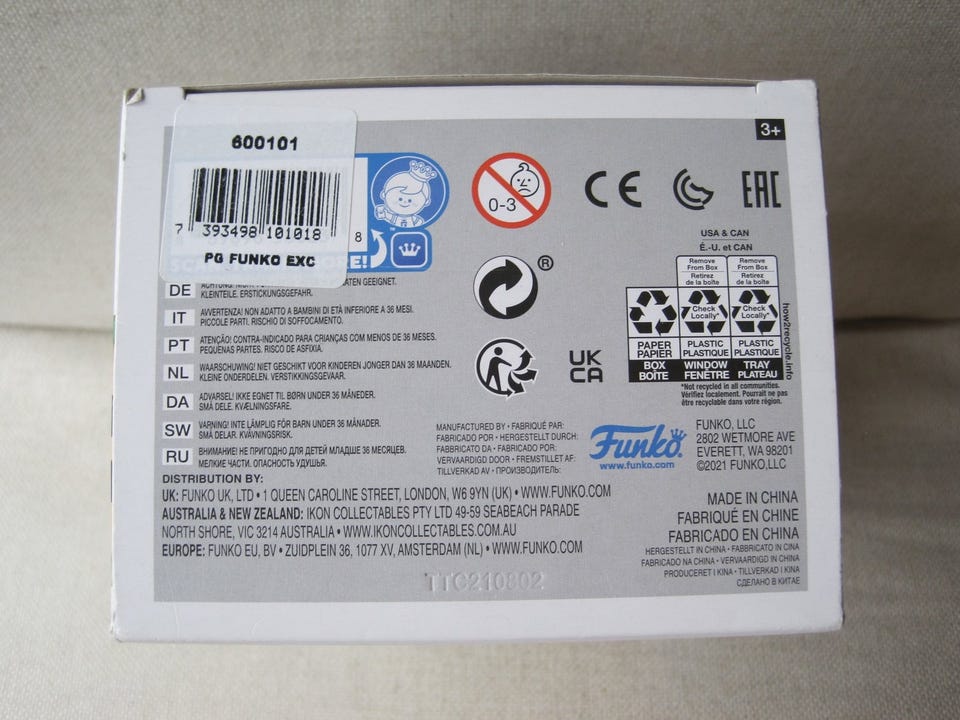 600101
7 393498 101018
8
PG FUNKO EXC
3+
0-3
CE
EAC
USA & CAN
É.-U. et CAN
Remove From Box
Retirez de la boîte
Remove From Box
Retirez de la boîte
Check Locally*
Check Locally*
PAPER
PAPIER
PLASTIC
PLASTIQUE
PLASTIC
PLASTIQUE
BOX
BOÎTE
WINDOW
FENÊTRE
TRAY
PLATEAU
*Not recycled in all communities.
Vérifiez localement. Pourrait ne pas
être recyclable dans votre région.
how2recycle.info
®
UK
CA
DE
KLEINTEILE. ERSTICKUNGSGEFAHR.
IT AVVERTENZA! NON ADATTO A BAMBINI DI ETÀ INFERIORE A 36 MESI.
PICCOLE PARTI. RISCHIO DI SOFFOCAMENTO.
PT ATENÇÃO! CONTRA-INDICADO PARA CRIANÇAS COM MENOS DE 36 MESES.
PEQUENAS PARTES. RISCO DE ASFIXIA.
NL WAARSCHUWING! NIET GESCHIKT VOOR KINDEREN JONGER DAN 36 MAANDEN.
KLEINE ONDERDELEN. VERSTIKKINGSGEVAAR.
DA ADVARSEL! IKKE EGNET TIL BØRN UNDER 36 MÅNEDER.
SMÅ DELE. KVÆLNINGSFARE.
SW VARNING! INTE LÄMPLIG FÖR BARN UNDER 36 MÅNADER.
SMÅ DELAR. KVÄVNINGSRISK.
RU ВНИМАНИЕ! НЕ ПРИГОДНО ДЛЯ ДЕТЕЙ МЛАДШЕ 36 МЕСЯЦЕВ.
МЕЛКИЕ ЧАСТИ. ОПАСНОСТЬ УДУШЬЯ.
MANUFACTURED BY • FABRIQUÉ PAR:
FABRICADO POR • HERGESTELLT DURCH:
FABBRICATO DA • FABRICADO POR:
VERVAARDIGD DOOR • FREMSTILLET AF:
TILLVERKAD AV • ПРОИЗВОДИТЕЛЬ:
Funko
www.funko.com
FUNKO, LLC
2802 WETMORE AVE
EVERETT, WA 98201
©2021 FUNKO,LLC
DISTRIBUTION BY:
UK: FUNKO UK, LTD • 1 QUEEN CAROLINE STREET, LONDON, W6 9YN (UK) • WWW.FUNKO.COM
AUSTRALIA & NEW ZEALAND: IKON COLLECTABLES PTY LTD 49-59 SEABEACH PARADE
NORTH SHORE, VIC 3214 AUSTRALIA • WWW.IKONCOLLECTABLES.COM.AU
EUROPE: FUNKO EU, BV • ZUIDPLEIN 36, 1077 XV, AMSTERDAM (NL) • WWW.FUNKO.COM
MADE IN CHINA
FABRIQUÉ EN CHINE
FABRICADO EN CHINA
HERGESTELLT IN CHINA • FABBRICATO IN CINA
FABRICADO NA CHINA • VERVAARDIGD IN CHINA
PRODUCERET I KINA • TILLVERKAD I KINA
СДЕЛАНО В КИТАЕ
TTC210802